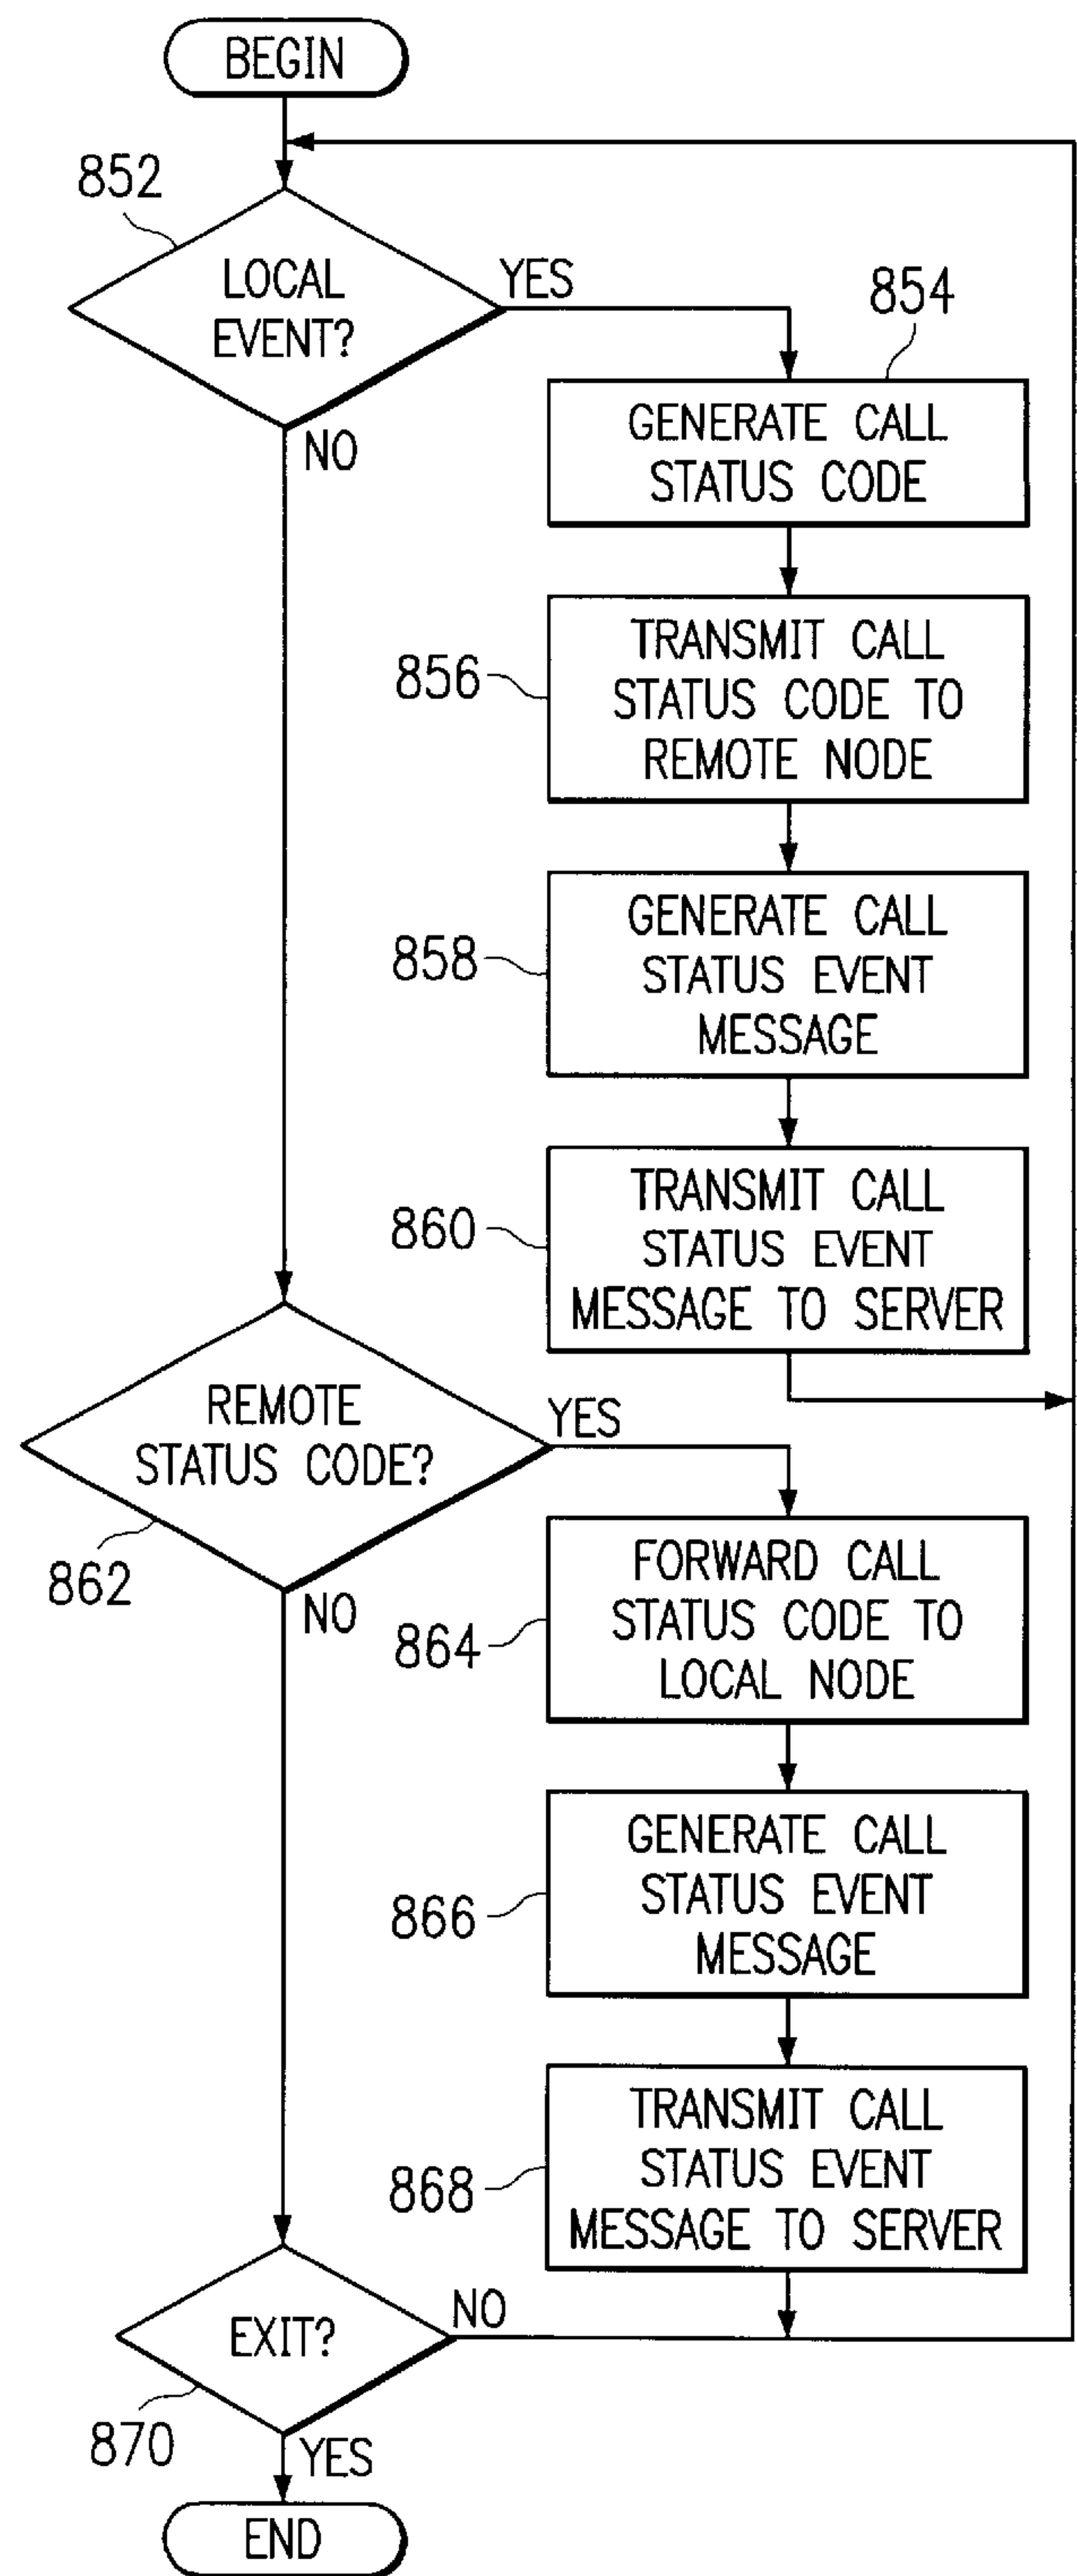 BEGIN
852
LOCAL
EVENT?
YES
NO
854
GENERATE CALL
STATUS CODE
856
TRANSMIT CALL
STATUS CODE TO
REMOTE NODE
858
GENERATE CALL
STATUS EVENT
MESSAGE
860
TRANSMIT CALL
STATUS EVENT
MESSAGE TO SERVER
REMOTE
STATUS CODE?
YES
862
NO
864
FORWARD CALL
STATUS CODE TO
LOCAL NODE
866
GENERATE CALL
STATUS EVENT
MESSAGE
868
TRANSMIT CALL
STATUS EVENT
MESSAGE TO SERVER
EXIT?
NO
870
YES
END